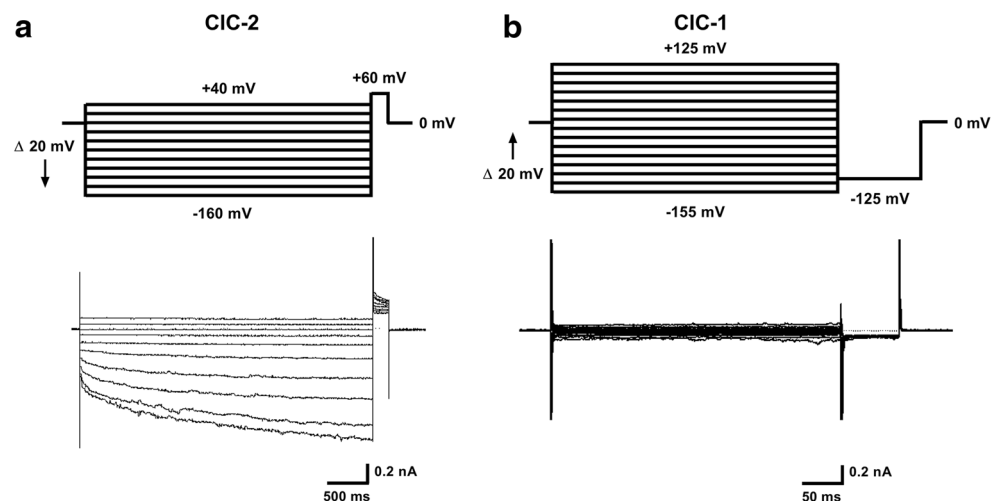 a
ClC-2
+60 mV
+40 mV
0 mV
Δ 20 mV
-160 mV
0.2 nA
500 ms
b
ClC-1
+125 mV
0 mV
Δ 20 mV
-125 mV
-155 mV
0.2 nA
50 ms